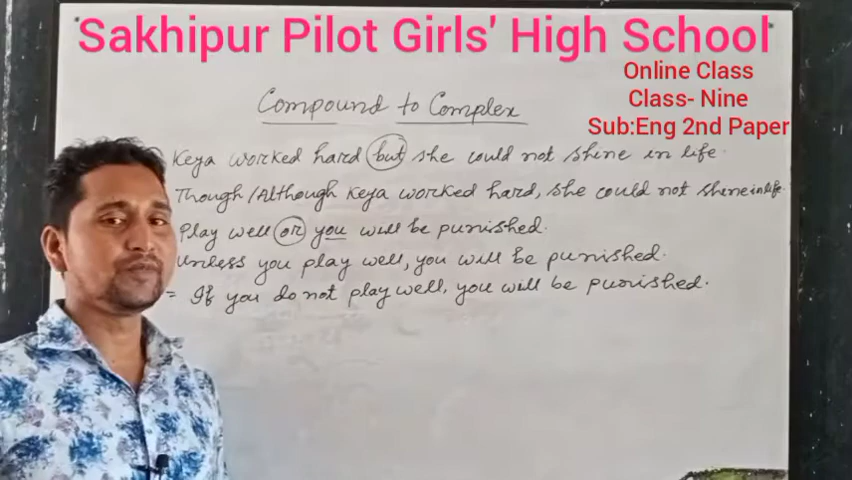 Sakhipur Pilot Girls' High School
Online Class
Class- Nine
Sub:Eng 2nd Paper
Compound to Complex
Keya worked hard but she could not shine in life.
Though/Although Keya worked hard, she could not shine in life.
Play well or you will be punished.
Unless you play well, you will be punished.
= If you do not play well, you will be punished.